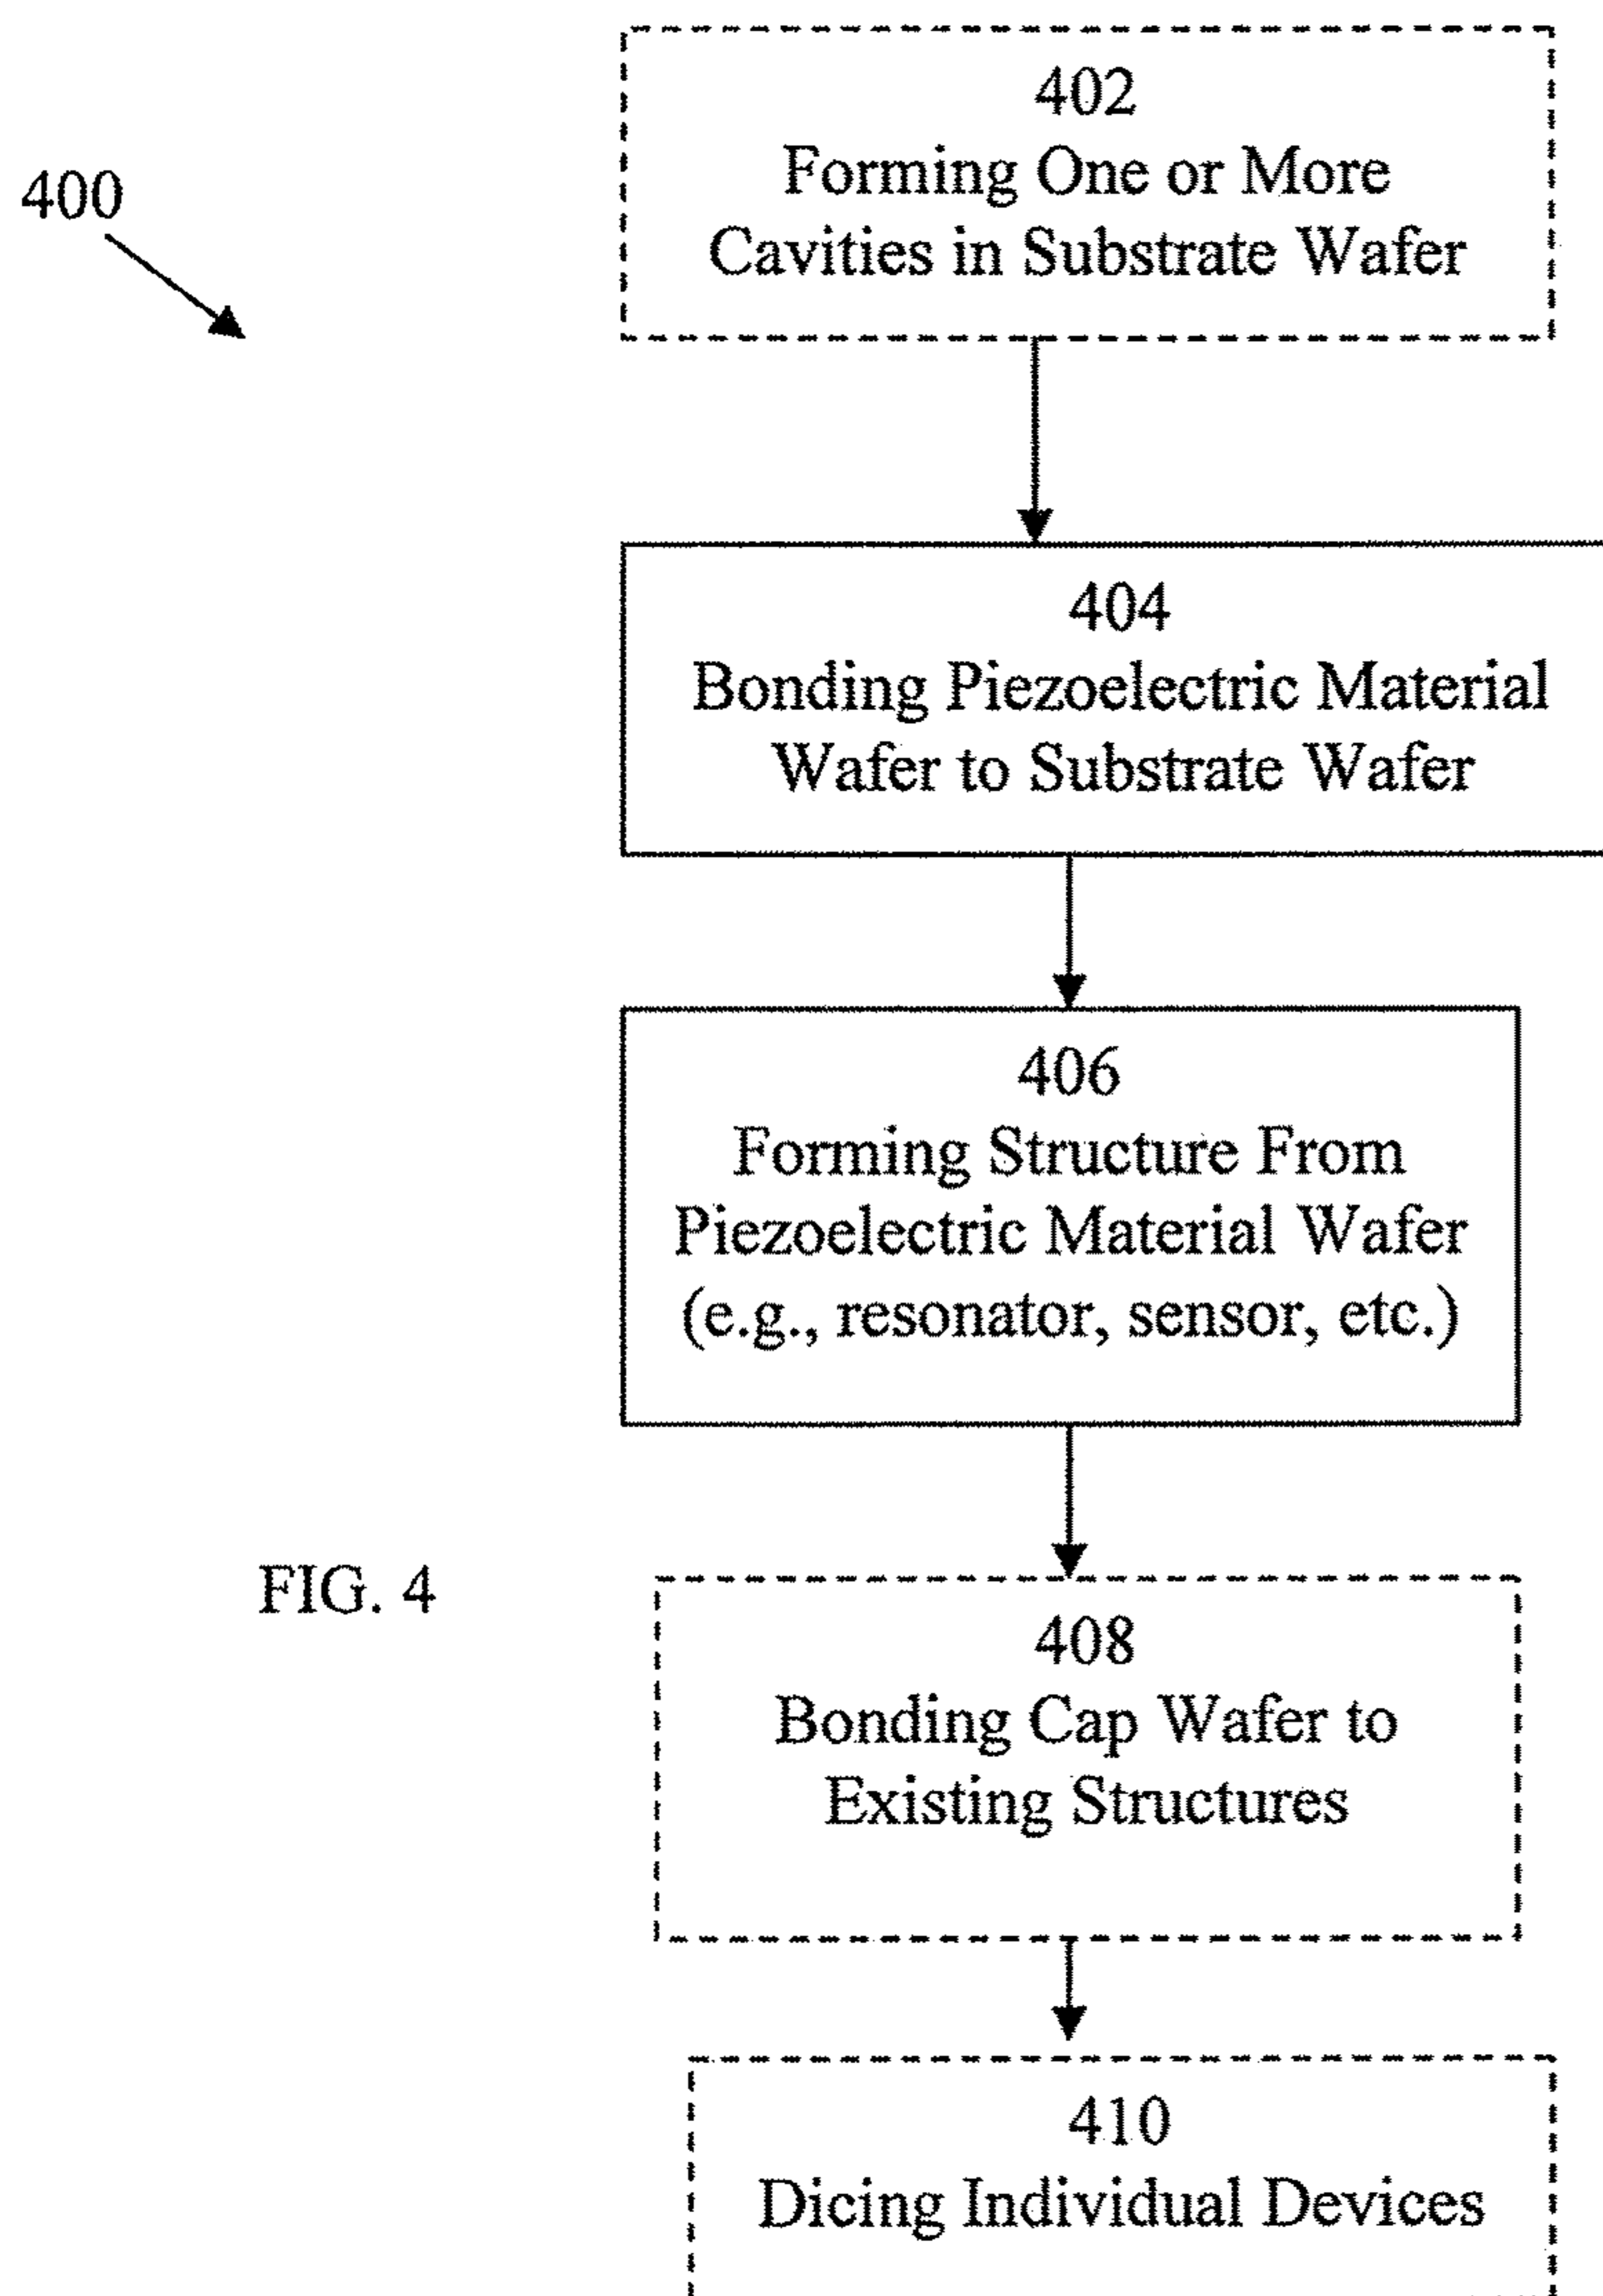 400
402
Forming One or More
Cavities in Substrate Wafer
404
Bonding Piezoelectric Material
Wafer to Substrate Wafer
406
Forming Structure From
Piezoelectric Material Wafer
(e.g., resonator, sensor, etc.)
FIG. 4
408
Bonding Cap Wafer to
Existing Structures
410
Dicing Individual Devices